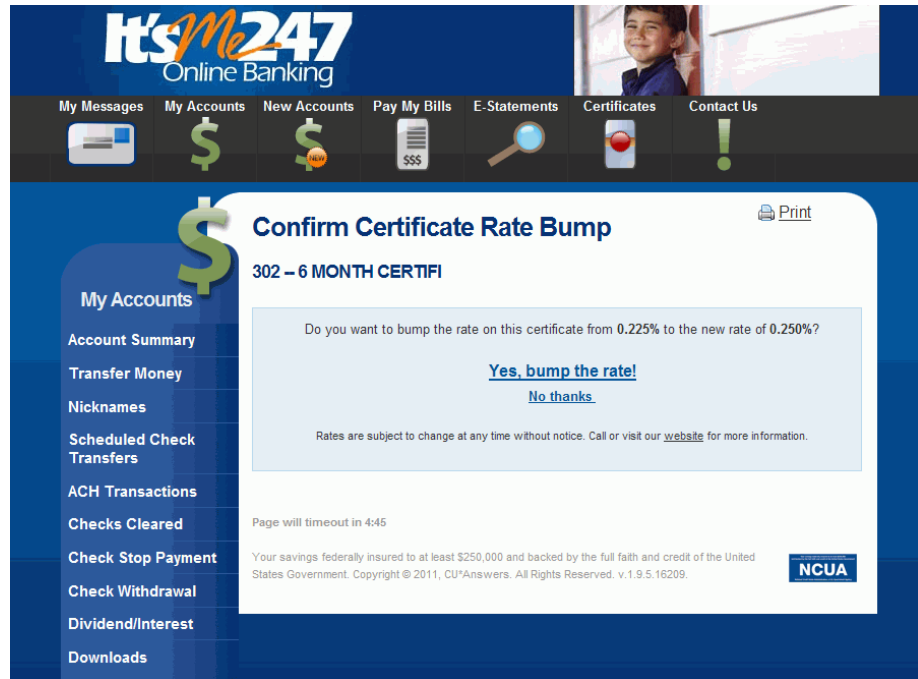 It'sMe247
Online Banking
My Messages
My Accounts
New Accounts
Pay My Bills
E-Statements
Certificates
Contact Us
NEW
$$$
Print
Confirm Certificate Rate Bump
302 -- 6 MONTH CERTIFI
Do you want to bump the rate on this certificate from 0.225% to the new rate of 0.250%?
Yes, bump the rate!
No thanks
Rates are subject to change at any time without notice. Call or visit our website for more information.
My Accounts
Account Summary
Transfer Money
Nicknames
Scheduled Check
Transfers
ACH Transactions
Checks Cleared
Check Stop Payment
Check Withdrawal
Dividend/Interest
Downloads
Page will timeout in 4:45
Your savings federally insured to at least $250,000 and backed by the full faith and credit of the United
States Government. Copyright © 2011, CU*Answers. All Rights Reserved. v.1.9.5.16209.
NCUA